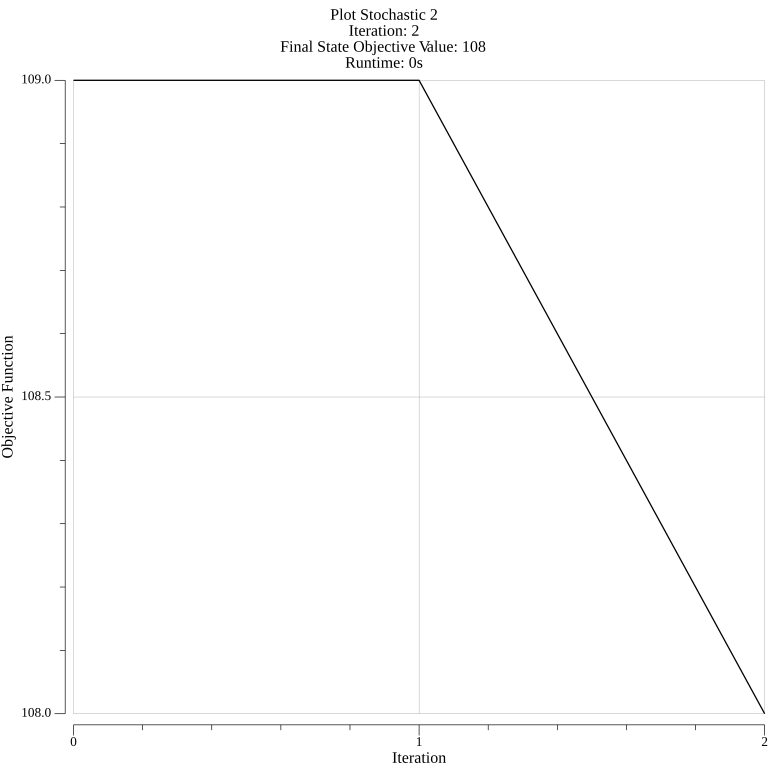 Plot Stochastic 2
Iteration: 2
Final State Objective Value: 108
Runtime: 0s
109.0
108.5
108.0
Objective Function
0
1
2
Iteration